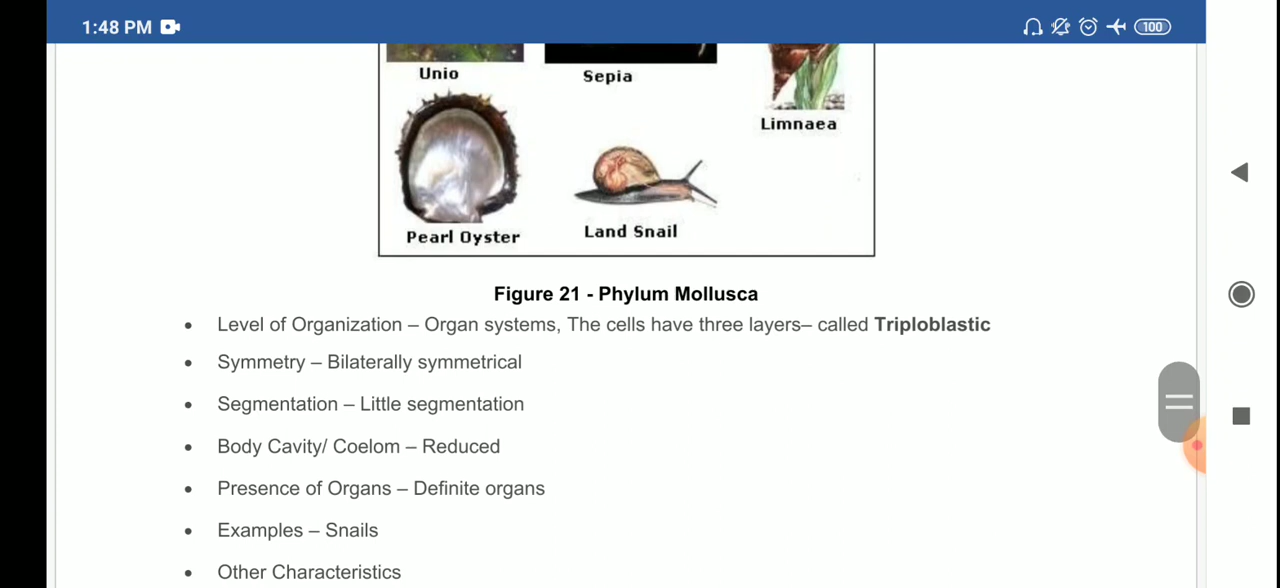 1:48 PM
100
Unio
Sepia
Limnaea
Pearl Oyster
Land Snail
Figure 21 - Phylum Mollusca
• Level of Organization – Organ systems, The cells have three layers– called Triploblastic
• Symmetry – Bilaterally symmetrical
• Segmentation – Little segmentation
• Body Cavity/ Coelom – Reduced
• Presence of Organs – Definite organs
• Examples – Snails
• Other Characteristics